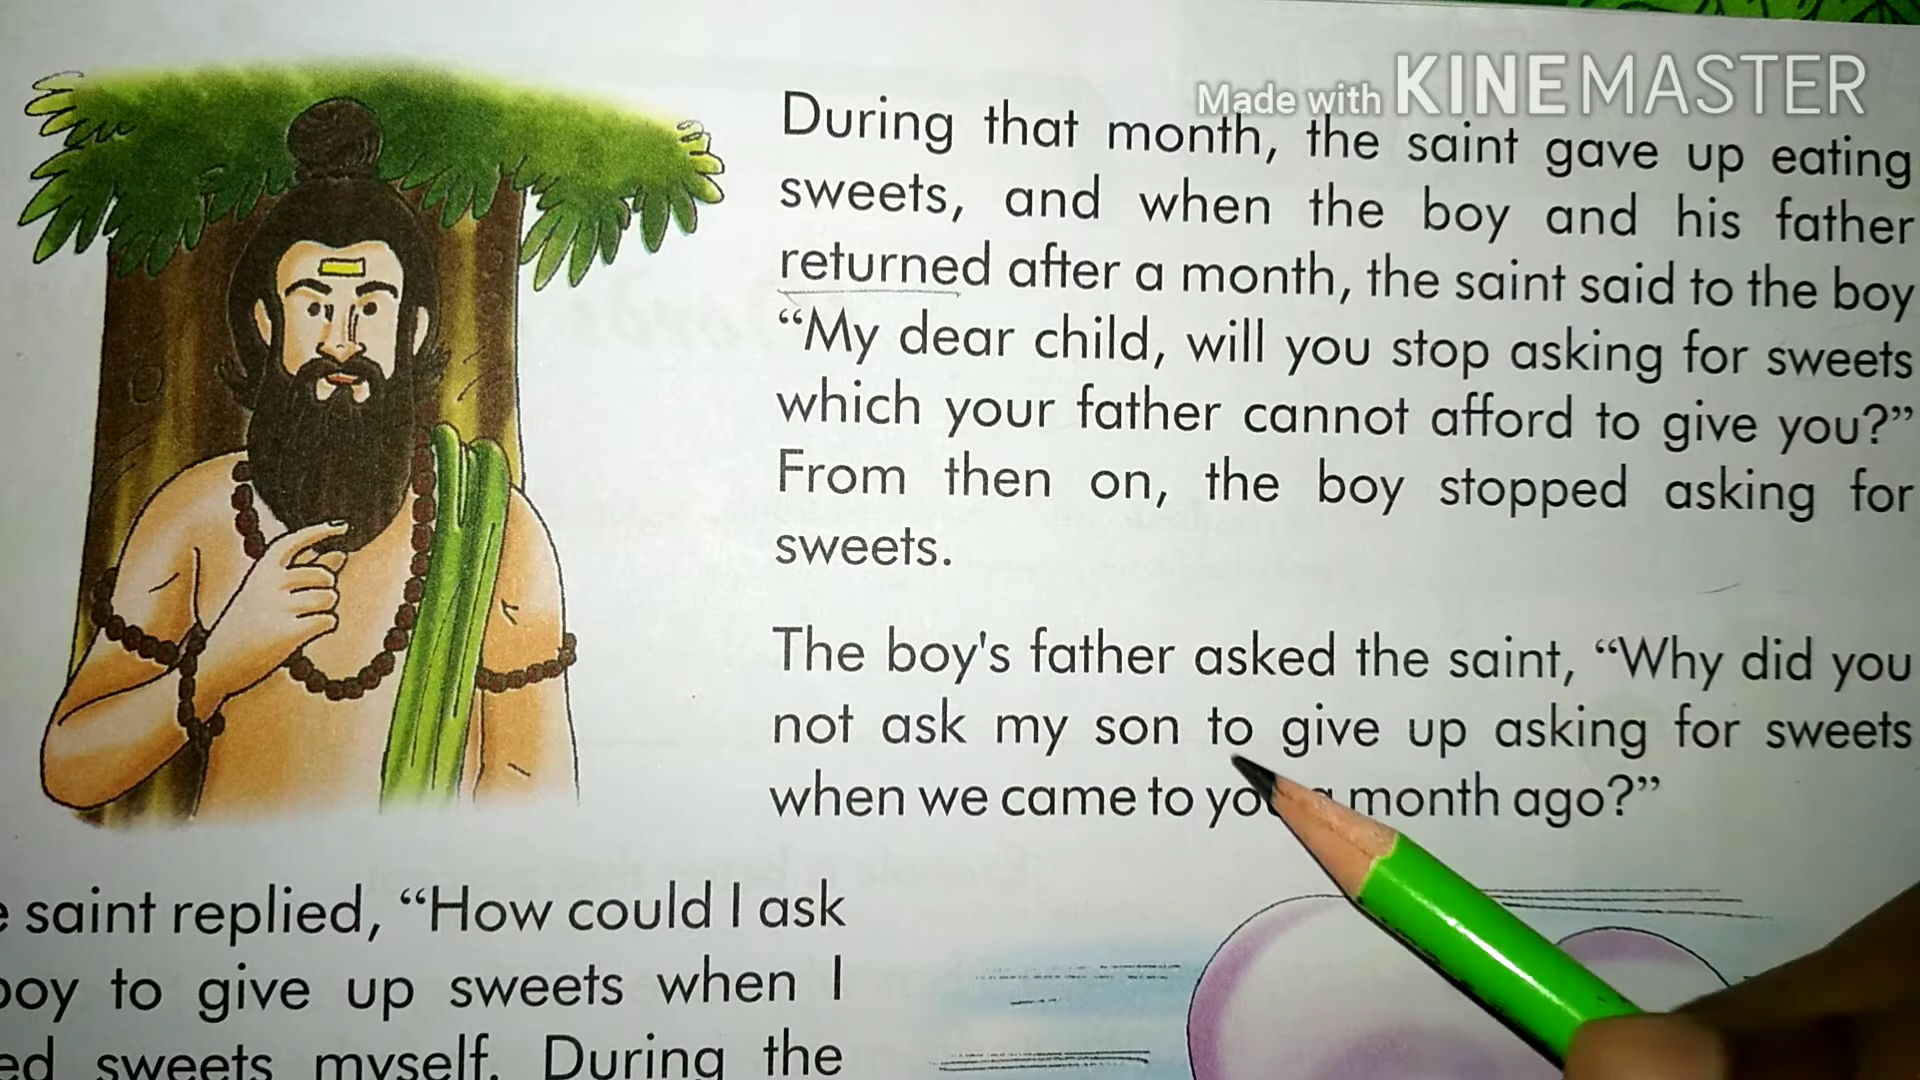 Made with KINEMASTER
During that month, the saint gave up eating
sweets, and when the boy and his father
returned after a month, the saint said to the boy
“My dear child, will you stop asking for sweets
which your father cannot afford to give you?”
From then on, the boy stopped asking for
sweets.
The boy's father asked the saint, “Why did you
not ask my son to give up asking for sweets
when we came to month ago?”
saint replied, “How could I ask
to give up sweets when I
sweets myself. During the